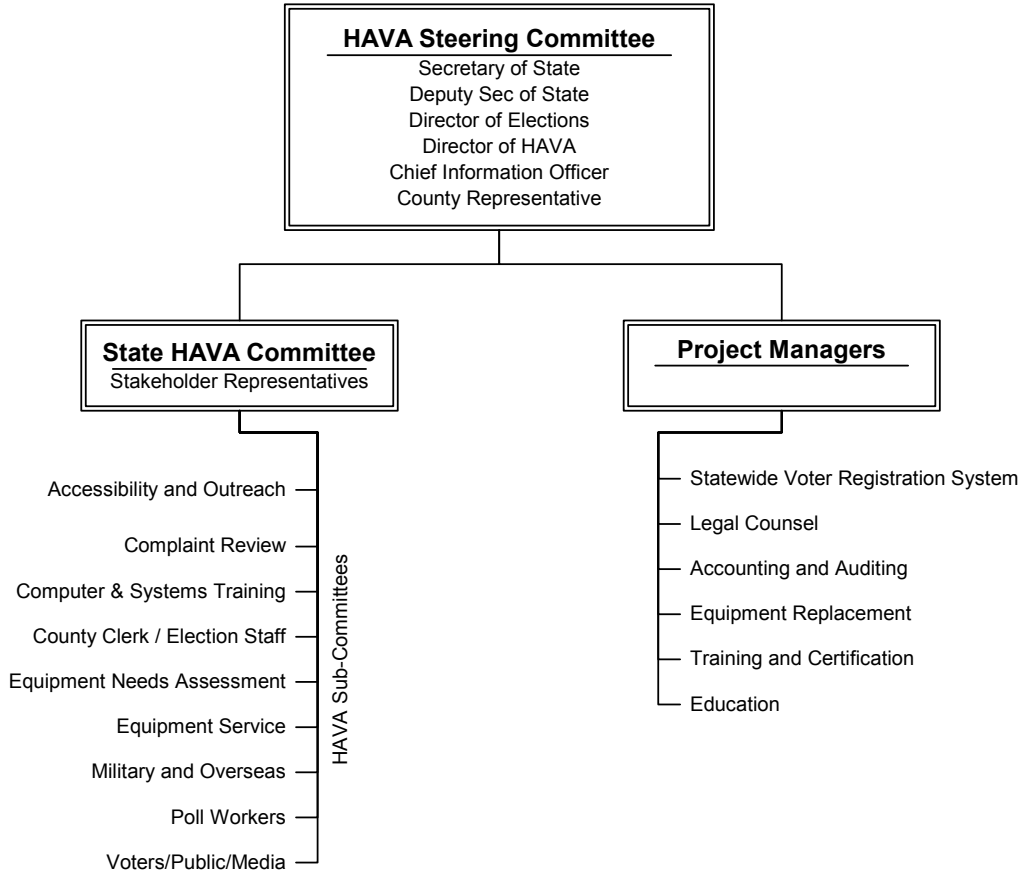 HAVA Steering Committee
Secretary of State
Deputy Sec of State
Director of Elections
Director of HAVA
Chief Information Officer
County Representative
State HAVA Committee
Stakeholder Representatives
Accessibility and Outreach
Complaint Review
Computer & Systems Training
County Clerk / Election Staff
Equipment Needs Assessment
Equipment Service
Military and Overseas
Poll Workers
Voters/Public/Media
HAVA Sub-Committees
Project Managers
Statewide Voter Registration System
Legal Counsel
Accounting and Auditing
Equipment Replacement
Training and Certification
Education